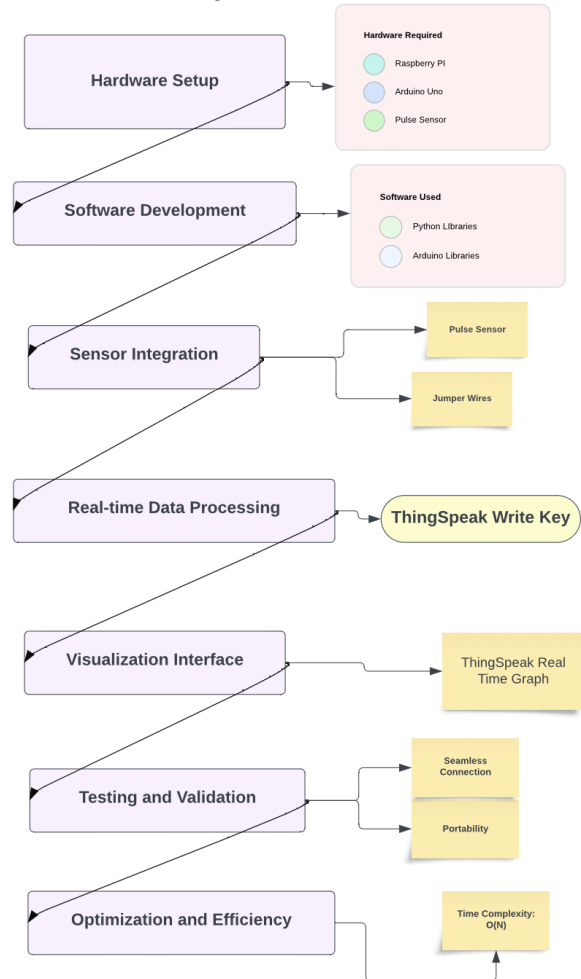 Hardware Setup
Hardware Required
Raspberry PI
Arduino Uno
Pulse Sensor
Software Development
Software Used
Python LIbraries
Arduino Libraries
Sensor Integration
Pulse Sensor
Jumper Wires
Real-time Data Processing
ThingSpeak Write Key
Visualization Interface
ThingSpeak Real
Time Graph
Testing and Validation
Seamless
Connection
Portability
Optimization and Efficiency
Time Complexity:
O(N)